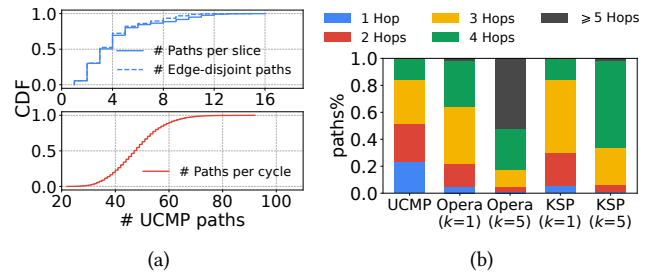 CDF
1.0
0.5
0.0
# Paths per slice
# Edge-disjoint paths
0 4 8 12 16
1.0
0.5
0.0
# Paths per cycle
20 40 60 80 100
# UCMP paths
(a)
1 Hop
2 Hops
3 Hops
4 Hops
⩾ 5 Hops
paths%
1.0
0.8
0.6
0.4
0.2
0.0
UCMP Opera Opera KSP KSP
(k=1) (k=5) (k=1) (k=5)
(b)